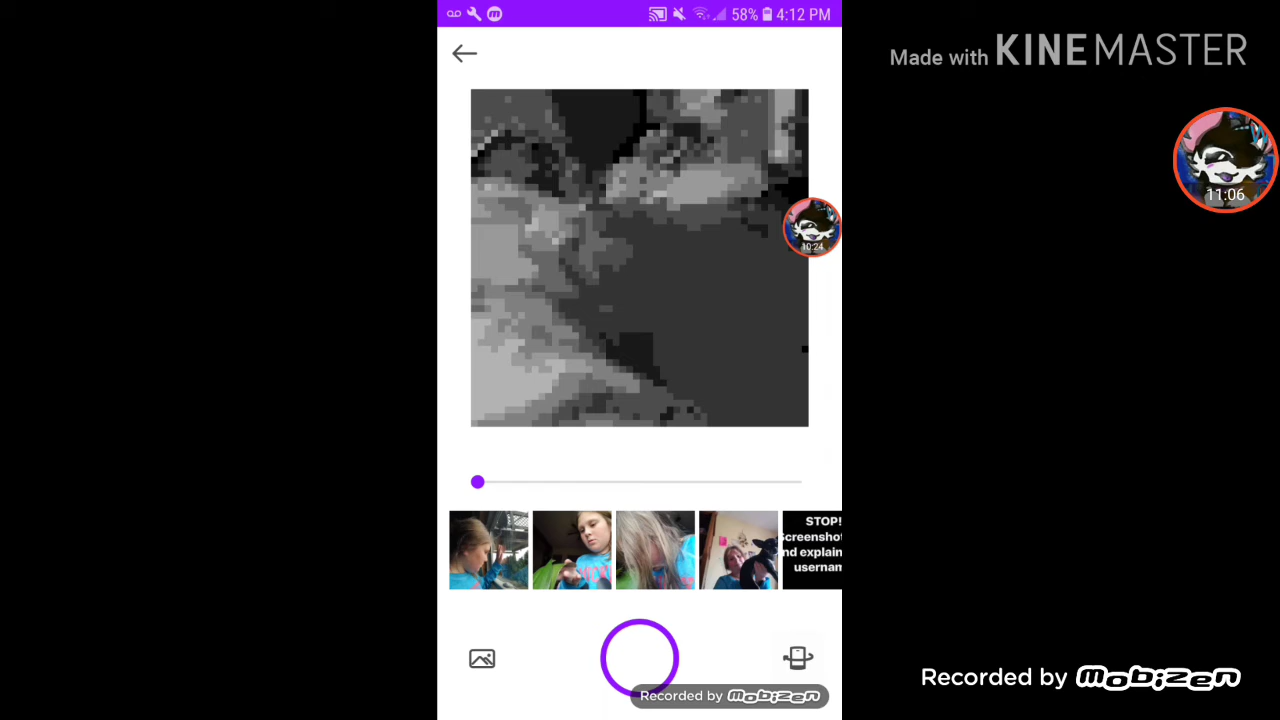 58% 4:12 PM
Made with KINEMASTER
11:06
10:24
STOP!
Screenshot
nd explain
usernam
Recorded by mobizen
Recorded by mobizen